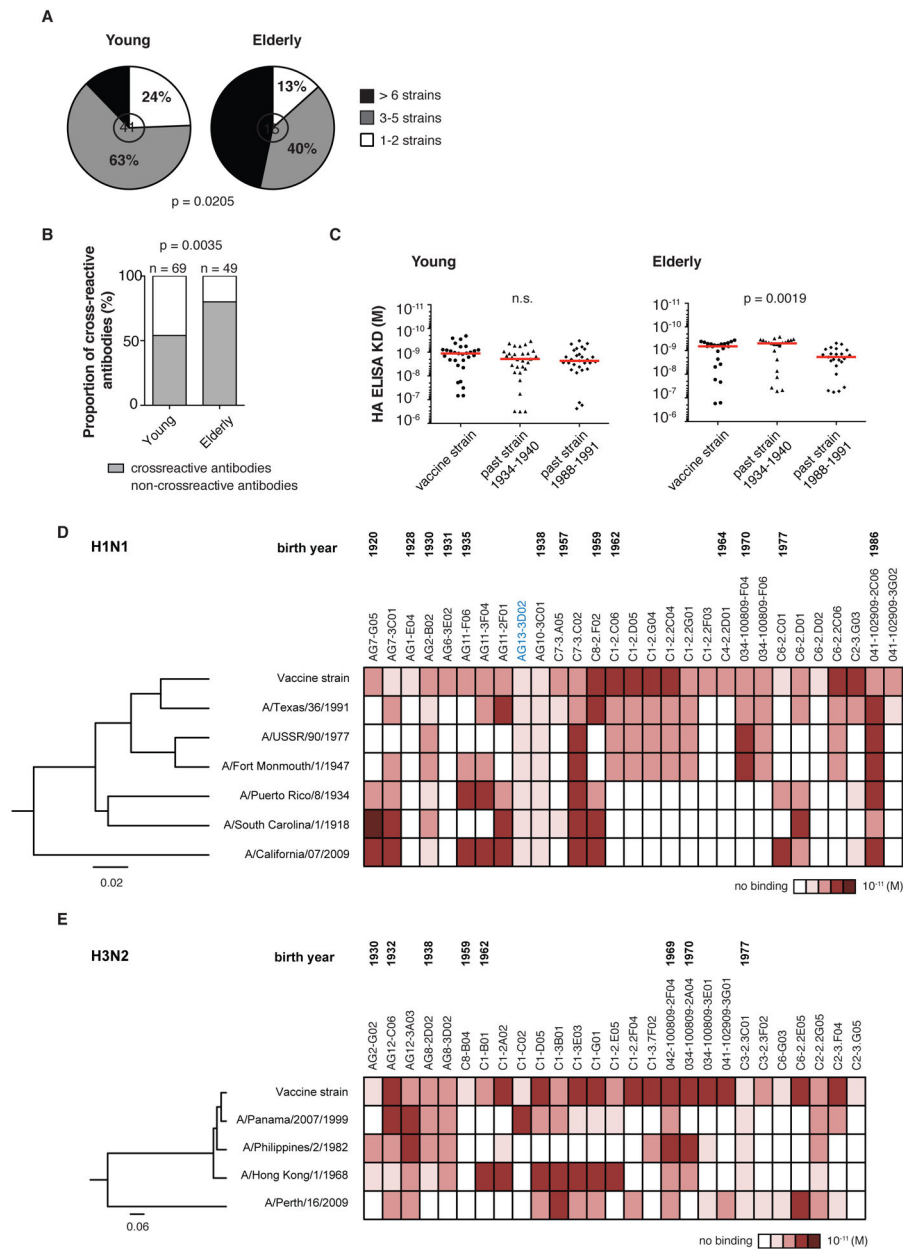 A
Young
Elderly
24%
63%
41
13%
40%
15
> 6 strains
3-5 strains
1-2 strains
p = 0.0205
B
p = 0.0035
n = 69
n = 49
Proportion of cross-reactive
antibodies (%)
100
50
0
Young
Elderly
crossreactive antibodies
non-crossreactive antibodies
C
Young
Elderly
n.s.
p = 0.0019
HA ELISA KD (M)
10⁻¹¹
10⁻¹⁰
10⁻⁹
10⁻⁸
10⁻⁷
10⁻⁶
vaccine strain
past strain
1934-1940
past strain
1988-1991
10⁻¹¹
10⁻¹⁰
10⁻⁹
10⁻⁸
10⁻⁷
10⁻⁶
vaccine strain
past strain
1934-1940
past strain
1988-1991
D
H1N1
birth year
1920
1928
1930
1931
1935
1938
1957
1959
1962
1964
1970
1977
1986
AG7-G05
AG7-3C01
AG1-E04
AG2-B02
AG6-3E02
AG11-F06
AG11-3F04
AG11-2F01
AG13-3D02
AG10-3C01
C7-3.A05
C7-3.C02
C8-2.F02
C1-2.C06
C1-2.D05
C1-2.G04
C1-2.2C04
C1-2.2G01
C1-2.2F03
C4-2.2D01
034-100809-F04
034-100809-F06
C6-2.C01
C6-2.D01
C6-2.D02
C6-2.2C06
C2-3.G03
041-102909-2C06
041-102909-3G02
Vaccine strain
A/Texas/36/1991
A/USSR/90/1977
A/Fort Monmouth/1/1947
A/Puerto Rico/8/1934
A/South Carolina/1/1918
A/California/07/2009
0.02
no binding
10⁻¹¹ (M)
E
H3N2
birth year
1930
1932
1938
1959
1962
1969
1970
1977
AG2-G02
AG12-C06
AG12-3A03
AG8-2D02
AG8-3D02
C8-B04
C1-B01
C1-2A02
C1-C02
C1-D05
C1-3B01
C1-3E03
C1-G01
C1-2.E05
C1-2.2F04
C1-3.7F02
042-100809-2F04
034-100809-2A04
034-100809-3E01
041-102909-3G01
C3-2.3C01
C3-2.3F02
C6-G03
C6-2.2E05
C2-2.2G05
C2-3.F04
C2-3.G05
Vaccine strain
A/Panama/2007/1999
A/Philippines/2/1982
A/Hong Kong/1/1968
A/Perth/16/2009
0.06
no binding
10⁻¹¹ (M)